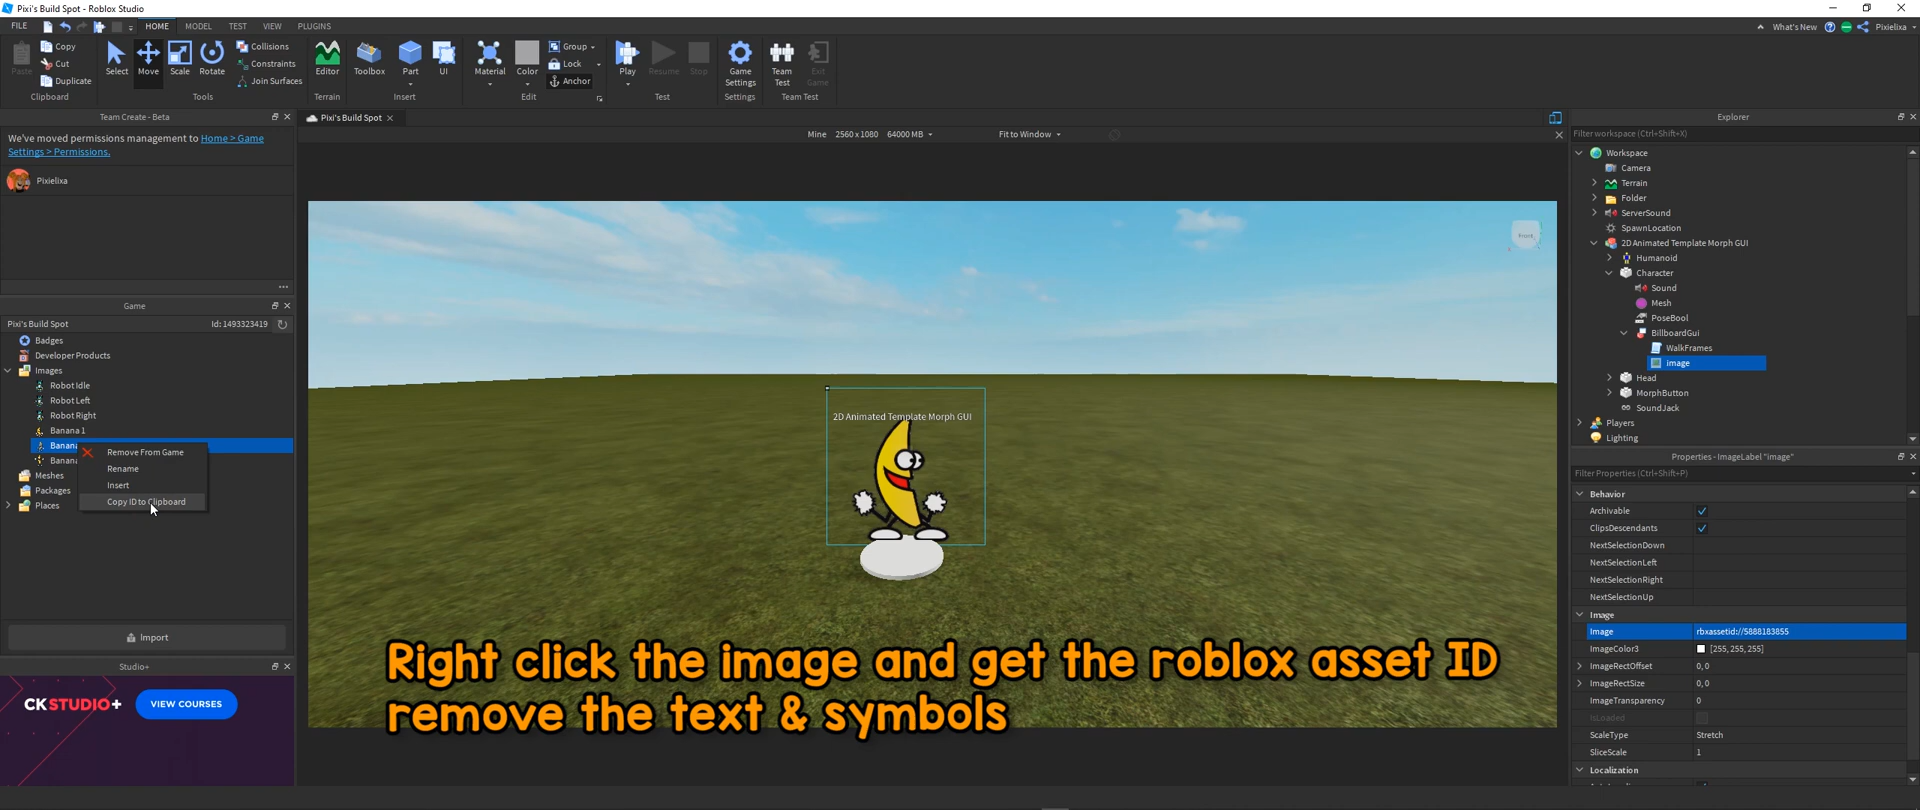 Pixi's Build Spot - Roblox Studio
FILE HOME MODEL TEST VIEW PLUGINS
What's New Pixielixa
Paste Copy Cut Duplicate
Clipboard
Select Move Scale Rotate Collisions Constraints Join Surfaces
Tools
Editor
Terrain
Toolbox Part UI
Insert
Material Color Group Lock Anchor
Edit
Play Resume Stop
Test
Game Settings
Settings
Team Test Exit Game
Team Test
Team Create - Beta
We've moved permissions management to Home > Game
Settings > Permissions.
Pixielixa
Game
Pixi's Build Spot Id: 1493323419
Badges
Developer Products
Images
Robot Idle
Robot Left
Robot Right
Banana 1
Banana
Banana
Meshes
Packages
Places
Remove From Game
Rename
Insert
Copy ID to Clipboard
Import
Studio+
CKSTUDIO+ VIEW COURSES
Pixi's Build Spot
Mine 2560 x 1080 64000 MB Fit to Window
Front
2D Animated Template Morph GUI
Right click the image and get the roblox asset ID
remove the text & symbols
Explorer
Filter workspace (Ctrl+Shift+X)
Workspace
Camera
Terrain
Folder
ServerSound
SpawnLocation
2D Animated Template Morph GUI
Humanoid
Character
Sound
Mesh
PoseBool
BillboardGui
WalkFrames
image
Head
MorphButton
SoundJack
Players
Lighting
Properties - ImageLabel "image"
Filter Properties (Ctrl+Shift+P)
Behavior
Archivable
ClipsDescendants
NextSelectionDown
NextSelectionLeft
NextSelectionRight
NextSelectionUp
Image
Image rbxassetid://5888183855
ImageColor3 [255, 255, 255]
ImageRectOffset 0, 0
ImageRectSize 0, 0
ImageTransparency 0
IsLoaded
ScaleType Stretch
SliceScale 1
Localization